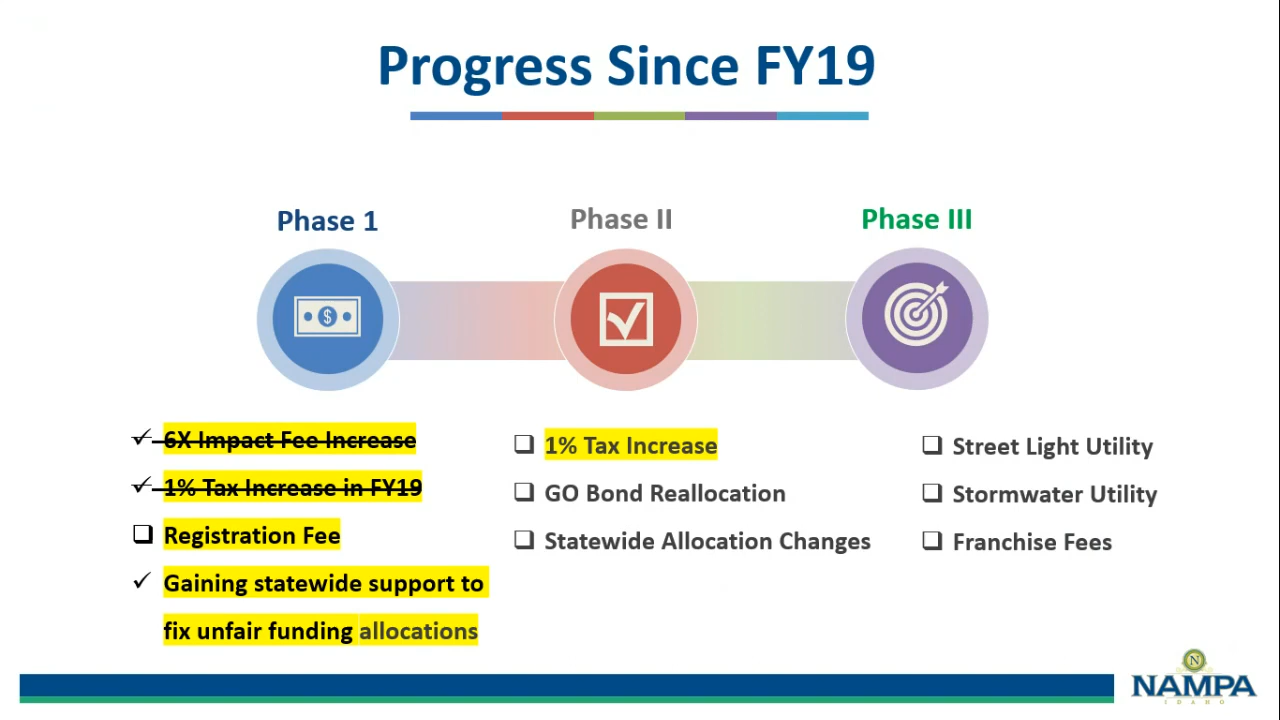 Progress Since FY19
Phase 1
Phase II
Phase III
$
6X Impact Fee Increase
1% Tax Increase in FY19
Registration Fee
Gaining statewide support to
fix unfair funding allocations
1% Tax Increase
GO Bond Reallocation
Statewide Allocation Changes
Street Light Utility
Stormwater Utility
Franchise Fees
N
NAMPA
IDAHO